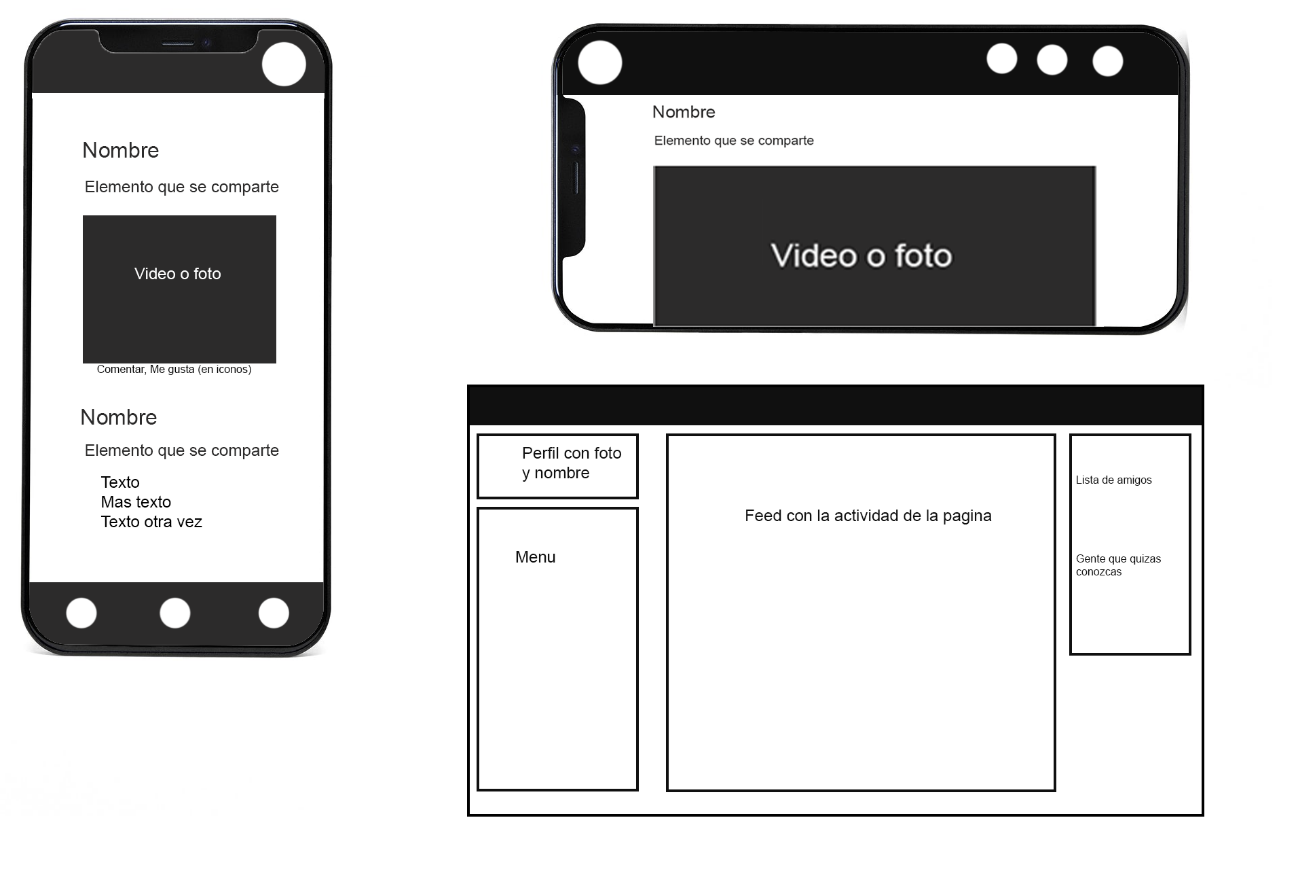 Nombre
Elemento que se comparte
Video o foto
Comentar, Me gusta (en iconos)
Nombre
Elemento que se comparte
Texto
Mas texto
Texto otra vez
Nombre
Elemento que se comparte
Video o foto
Perfil con foto
y nombre
Menu
Feed con la actividad de la pagina
Lista de amigos
Gente que quizas
conozcas